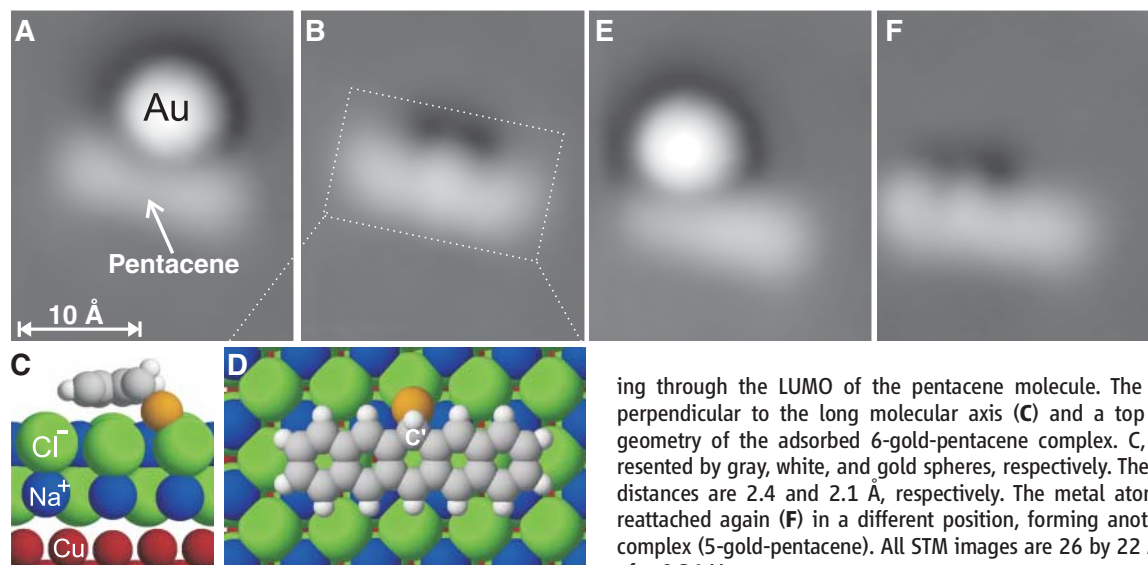 A
B
E
F
Au
Pentacene
10 Å
C
D
Cl⁻
Na⁺
Cu
C'
ing through the LUMO of the pentacene molecule. The
perpendicular to the long molecular axis (C) and a top
geometry of the adsorbed 6-gold-pentacene complex. C,
resented by gray, white, and gold spheres, respectively. The
distances are 2.4 and 2.1 Å, respectively. The metal ator
reattached again (F) in a different position, forming anot
complex (5-gold-pentacene). All STM images are 26 by 22